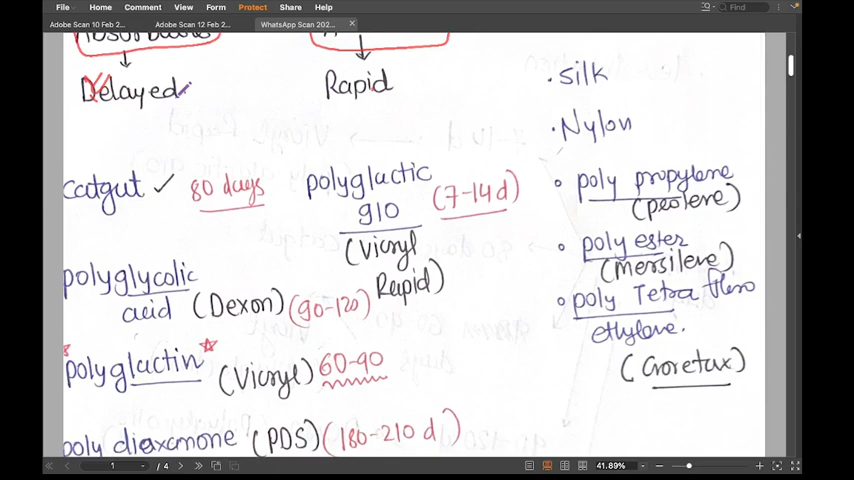 File Home Comment View Form Protect Share Help Find
Adobe Scan 10 Feb 2... Adobe Scan 12 Feb 2... WhatsApp Scan 202...
Delayed
Rapid
catgut ✓ 80 days
polyglycolic
acid (Dexon) (90-120)
polyglactin (Vicryl) 60-90
poly dioxanone (PDS) (180-210 d)
polyglactic
910 (7-14 d)
(Vicryl
Rapid)
• Silk
• Nylon
• poly propylene
(prolene)
• poly ester
(Mersilene)
• poly Tetra fluro
ethylene.
(Goretax)
1 / 4 41.89%